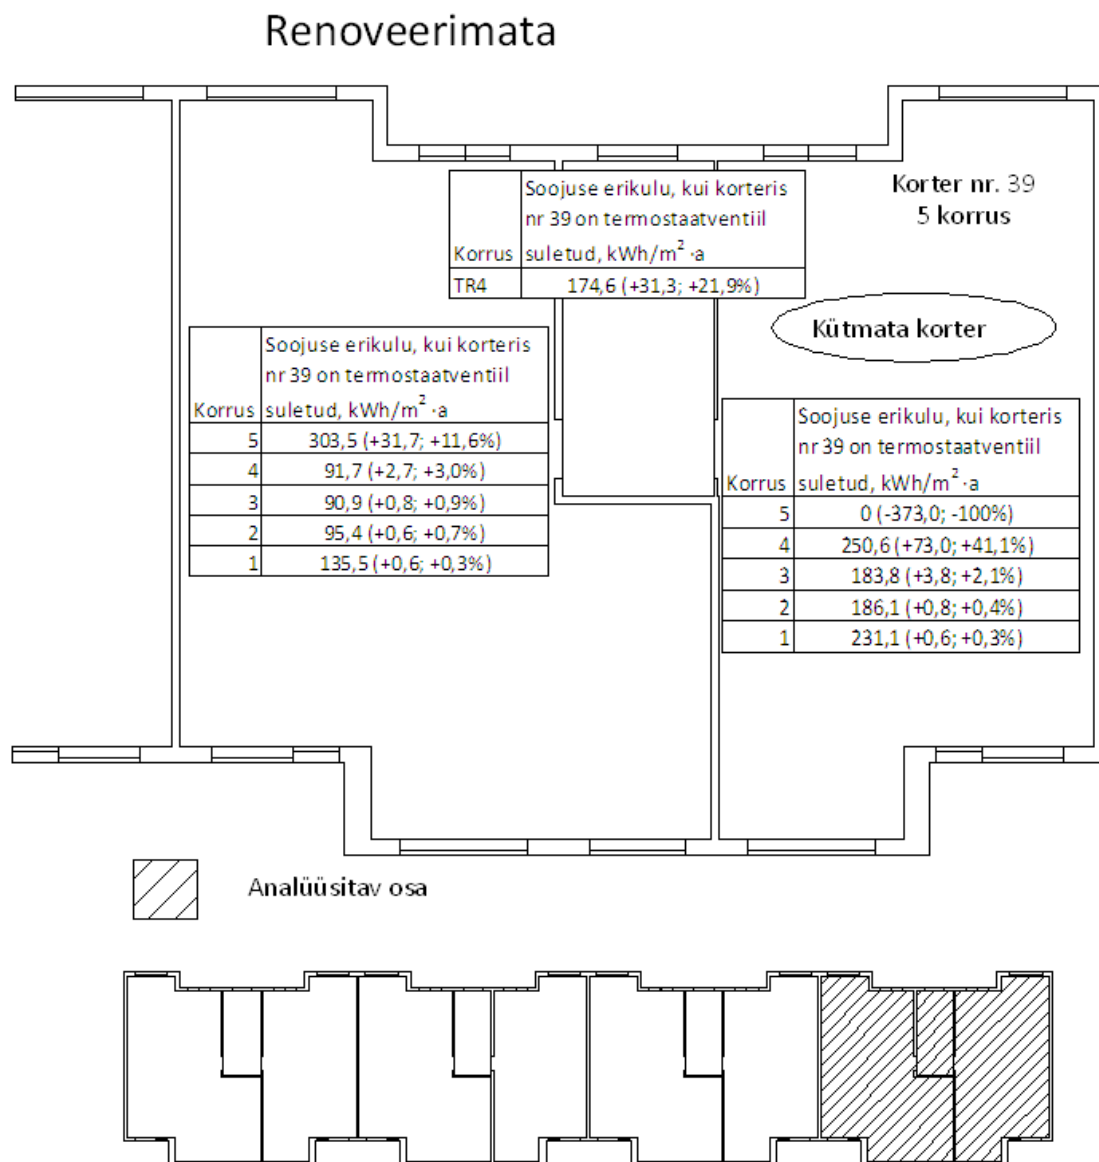 Renoveerimata
Korter nr. 39
5 korrus
Soojuse erikulu, kui korteris
nr 39 on termostaatventiil
Korrus suletud, kWh/m² ·a
TR4 174,6 (+31,3; +21,9%)
Kütmata korter
Soojuse erikulu, kui korteris
nr 39 on termostaatventiil
Korrus suletud, kWh/m² ·a
5 303,5 (+31,7; +11,6%)
4 91,7 (+2,7; +3,0%)
3 90,9 (+0,8; +0,9%)
2 95,4 (+0,6; +0,7%)
1 135,5 (+0,6; +0,3%)
Soojuse erikulu, kui korteris
nr 39 on termostaatventiil
Korrus suletud, kWh/m² ·a
5 0 (-373,0; -100%)
4 250,6 (+73,0; +41,1%)
3 183,8 (+3,8; +2,1%)
2 186,1 (+0,8; +0,4%)
1 231,1 (+0,6; +0,3%)
Analüüsitav osa